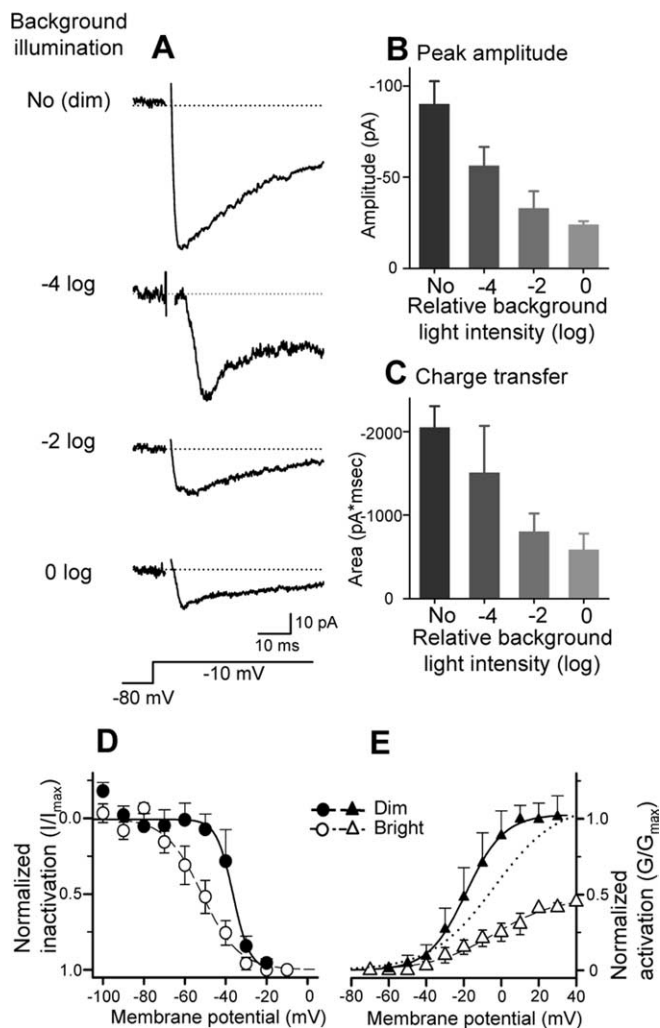 Background
illumination
A
No (dim)
-4 log
-2 log
0 log
10 pA
10 ms
-10 mV
-80 mV
B Peak amplitude
Amplitude (pA)
-100
-50
0
No -4 -2 0
Relative background
light intensity (log)
C Charge transfer
Area (pA*msec)
-2000
-1000
0
No -4 -2 0
Relative background
light intensity (log)
D
Normalized
inactivation (I/Imax)
0.0
0.5
1.0
-100 -80 -60 -40 -20 0
Membrane potential (mV)
Dim
Bright
E
1.0
0.5
0
Normalized
activation (G/Gmax)
-80 -60 -40 -20 0 20 40
Membrane potential (mV)